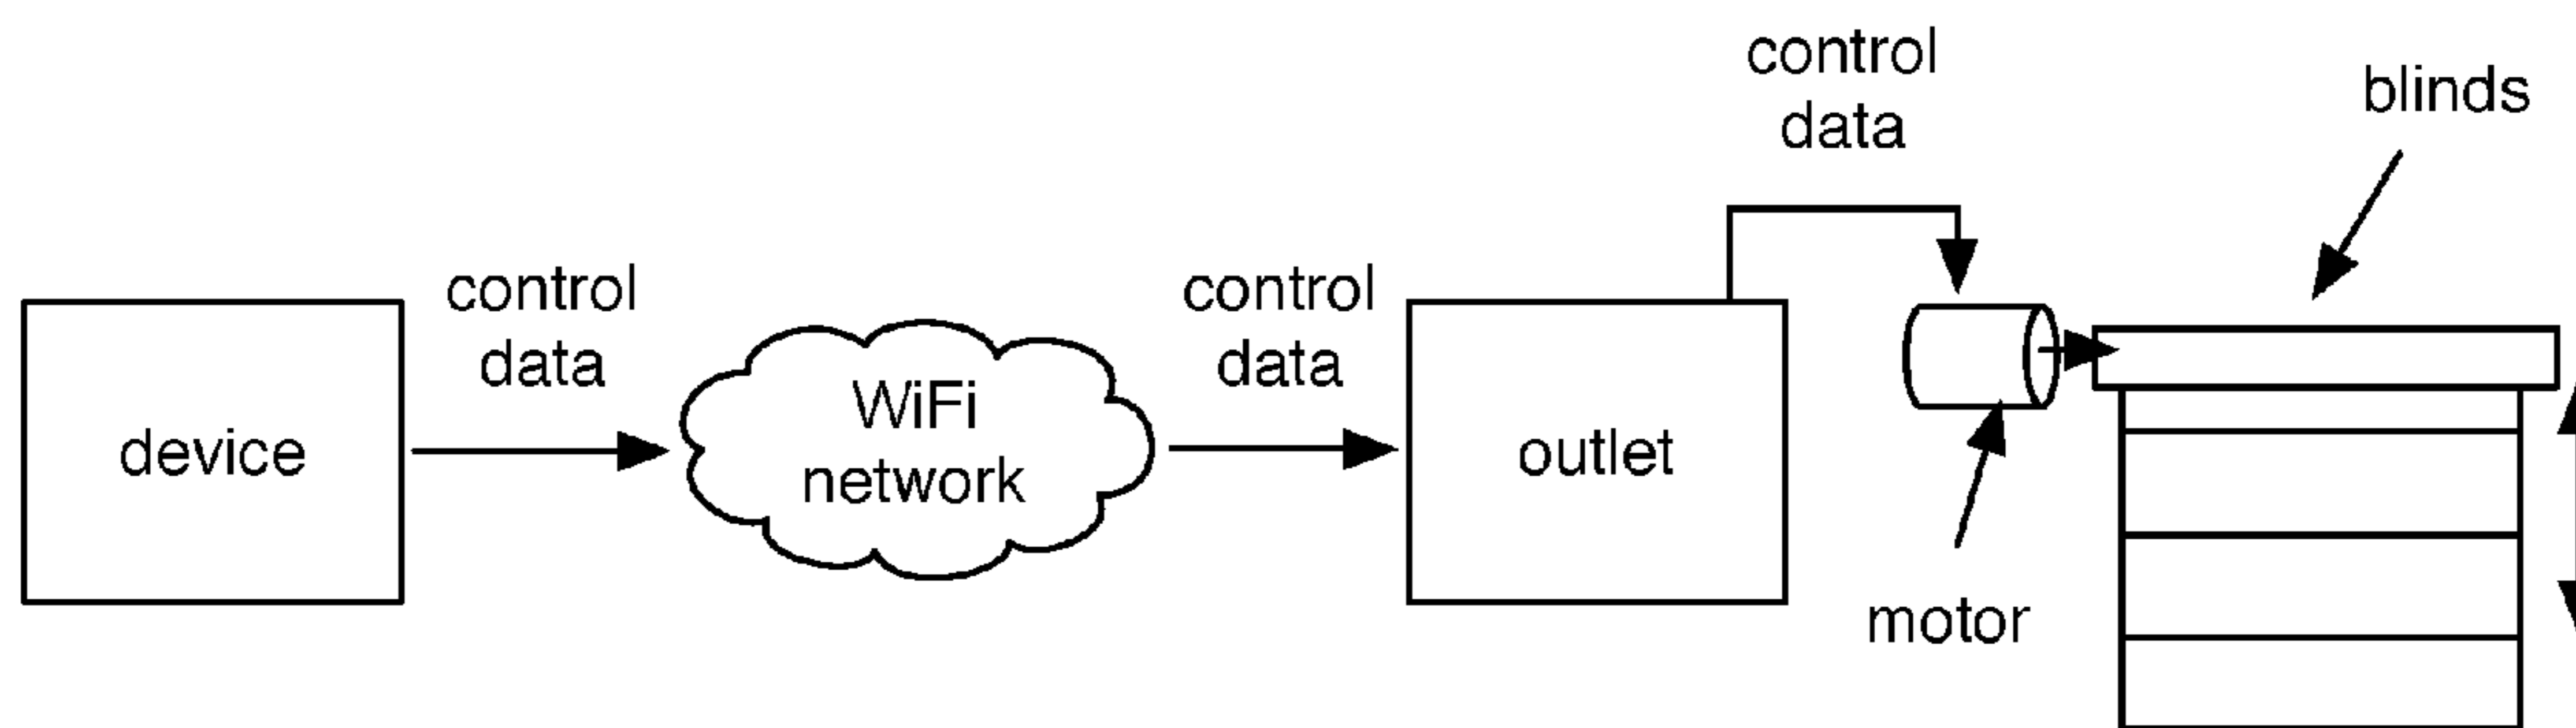 control
data
blinds
control
data
control
data
device
WiFi
network
outlet
motor